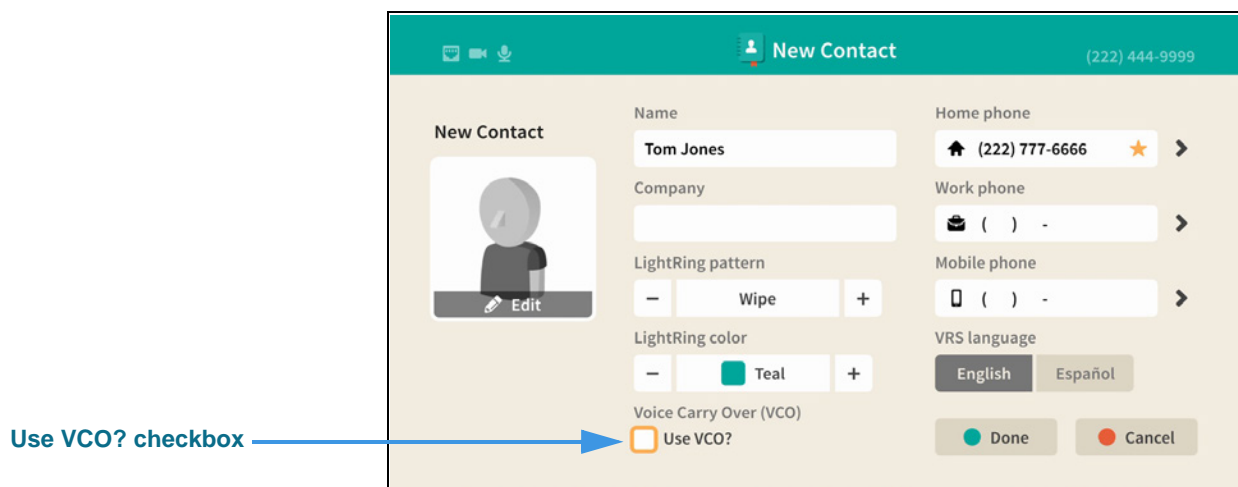 New Contact
(222) 444-9999
New Contact
Edit
Name
Tom Jones
Company
LightRing pattern
− Wipe +
LightRing color
− Teal +
Voice Carry Over (VCO)
Use VCO?
Home phone
(222) 777-6666
Work phone
( ) -
Mobile phone
( ) -
VRS language
English Español
Done Cancel
Use VCO? checkbox